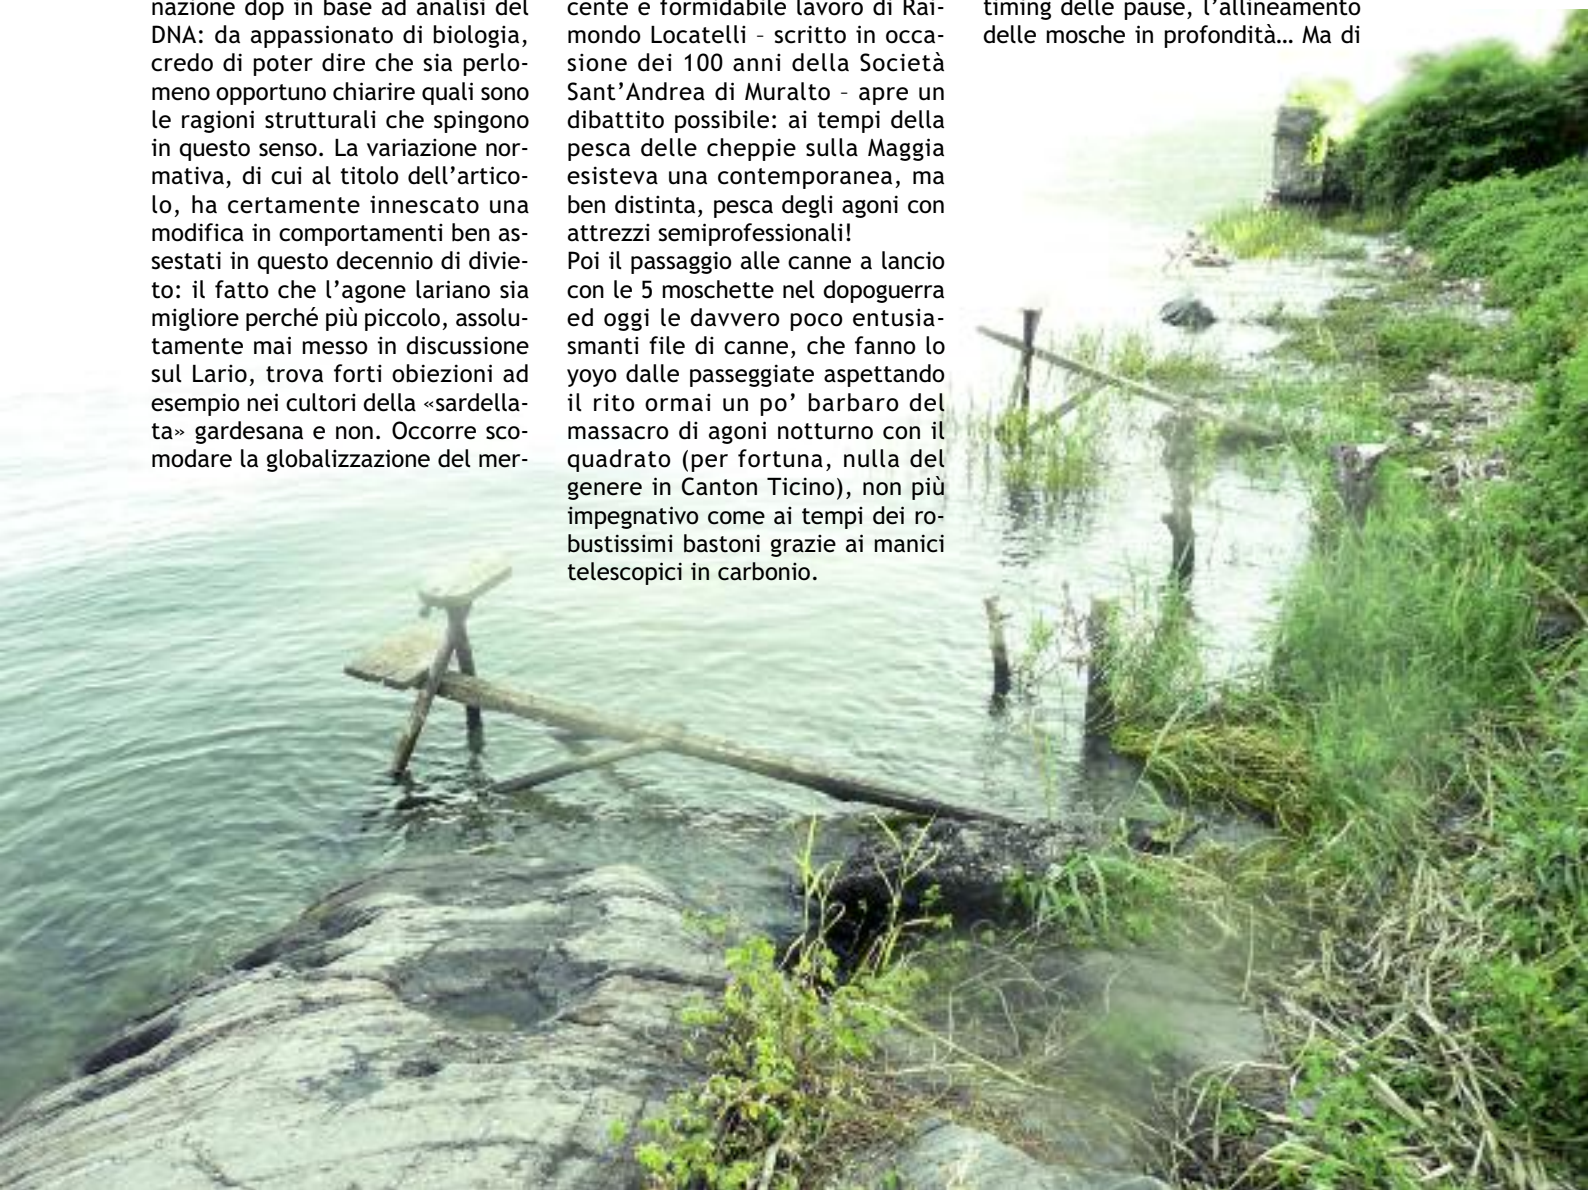 nazione dop in base ad analisi del
DNA: da appassionato di biologia,
credo di poter dire che sia perlo-
meno opportuno chiarire quali sono
le ragioni strutturali che spingono
in questo senso. La variazione nor-
mativa, di cui al titolo dell’artico-
lo, ha certamente innescato una
modifica in comportamenti ben as-
sestati in questo decennio di divie-
to: il fatto che l’agone lariano sia
migliore perché più piccolo, assolu-
tamente mai messo in discussione
sul Lario, trova forti obiezioni ad
esempio nei cultori della «sardella-
ta» gardesana e non. Occorre sco-
modare la globalizzazione del mer-
cente e formidabile lavoro di Rai-
mondo Locatelli – scritto in occa-
sione dei 100 anni della Società
Sant’Andrea di Muralto – apre un
dibattito possibile: ai tempi della
pesca delle cheppie sulla Maggia
esisteva una contemporanea, ma
ben distinta, pesca degli agoni con
attrezzi semiprofessionali!
Poi il passaggio alle canne a lancio
con le 5 moschette nel dopoguerra
ed oggi le davvero poco entusia-
smanti file di canne, che fanno lo
yoyo dalle passeggiate aspettando
il rito ormai un po’ barbaro del
massacro di agoni notturno con il
quadrato (per fortuna, nulla del
genere in Canton Ticino), non più
impegnativo come ai tempi dei ro-
bustissimi bastoni grazie ai manici
telescopici in carbonio.
timing delle pause, l’allineamento
delle mosche in profondità… Ma di